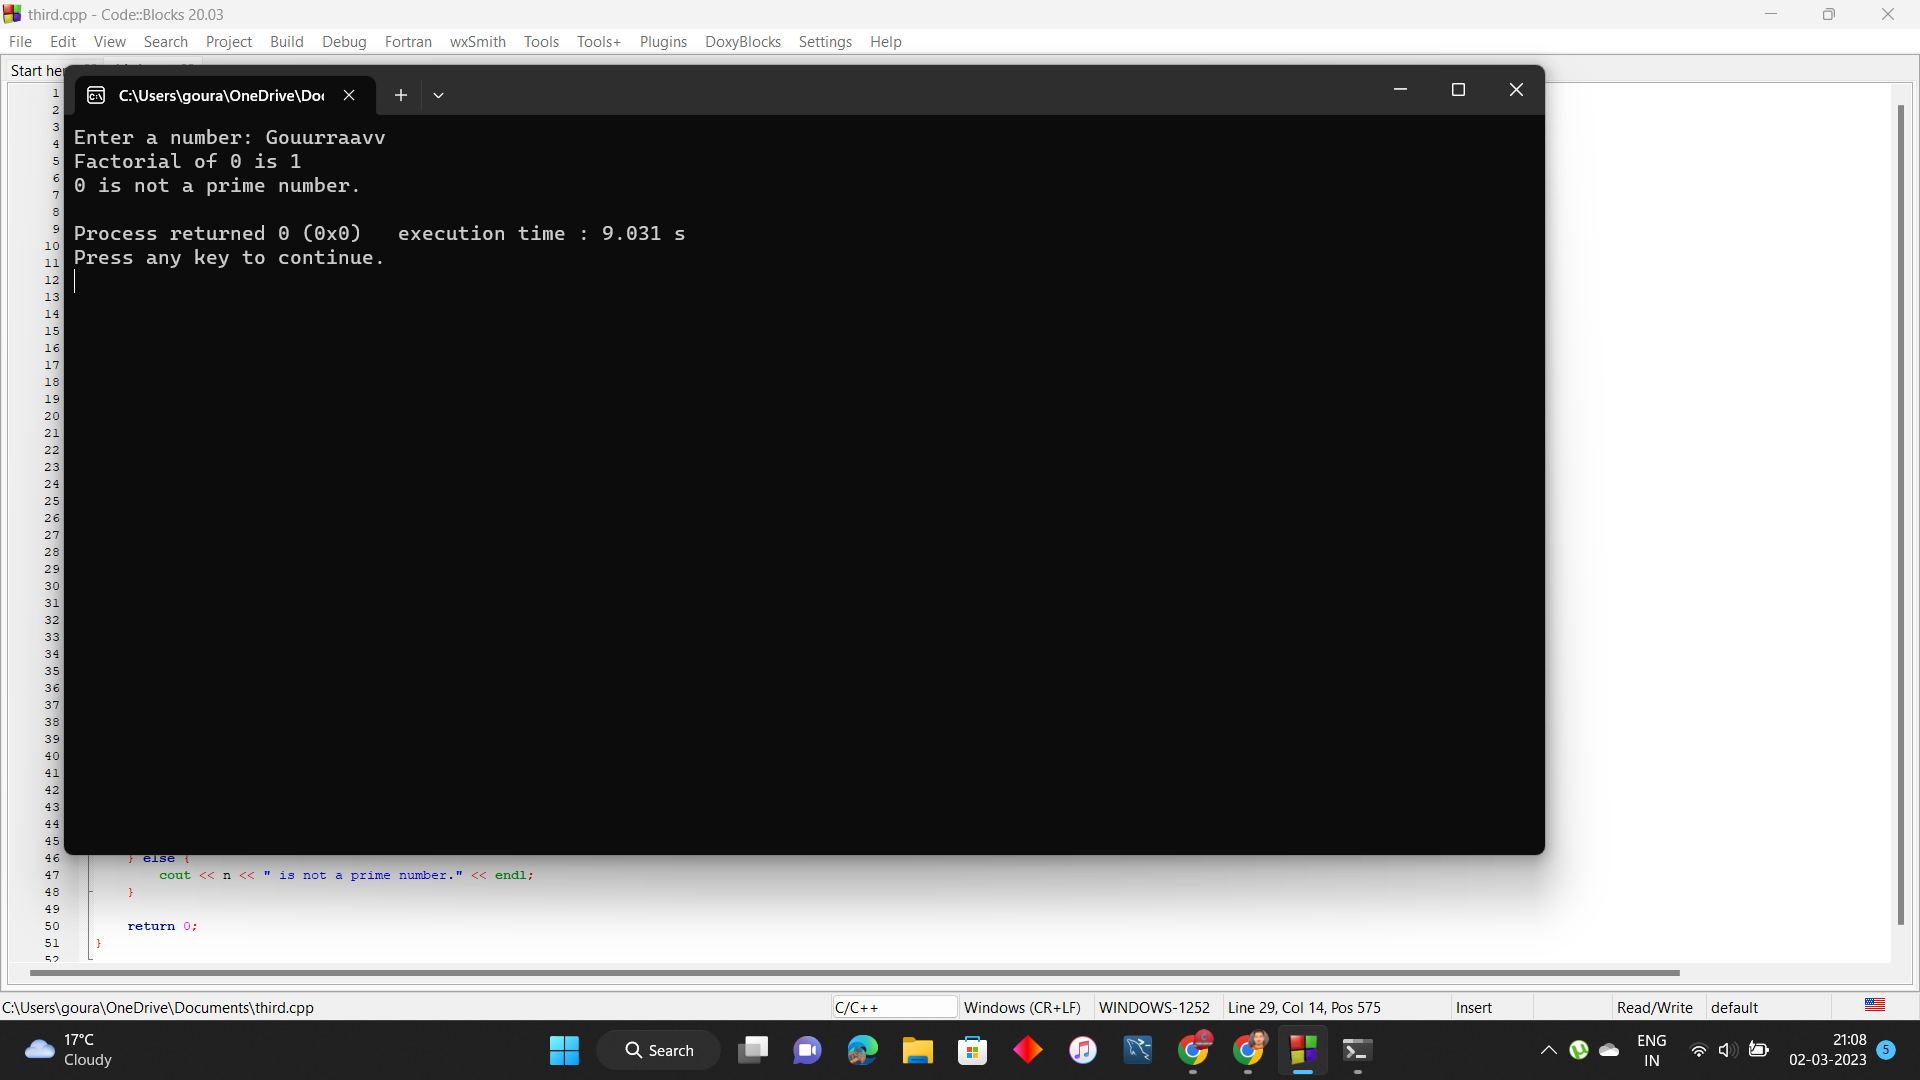 third.cpp - Code::Blocks 20.03
File Edit View Search Project Build Debug Fortran wxSmith Tools Tools+ Plugins DoxyBlocks Settings Help
Start he
C:\Users\goura\OneDrive\Do
Enter a number: Gouurraavv
Factorial of 0 is 1
0 is not a prime number.
Process returned 0 (0x0)   execution time : 9.031 s
Press any key to continue.
1
2
3
4
5
6
7
8
9
10
11
12
13
14
15
16
17
18
19
20
21
22
23
24
25
26
27
28
29
30
31
32
33
34
35
36
37
38
39
40
41
42
43
44
45
46 } else {
47 cout << n << " is not a prime number." << endl;
48 }
49
50 return 0;
51 }
52
C:\Users\goura\OneDrive\Documents\third.cpp C/C++ Windows (CR+LF) WINDOWS-1252 Line 29, Col 14, Pos 575 Insert Read/Write default
17°C
Cloudy
Search
ENG
IN
21:08
02-03-2023
5